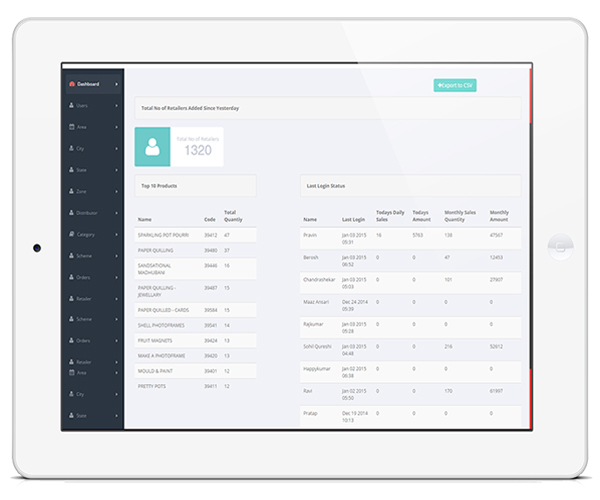 Dashboard
Users
Area
City
State
Zone
Distributor
Category
Scheme
Orders
Retailer
Scheme
Orders
Retailer
Area
City
State
Export to CSV
Total No of Retailers Added Since Yesterday
Total No of Retailers
1320
Top 10 Products
Name Code Total Quantiy
SPARKLING POT POURRI 39412 47
PAPER QUILLING 39480 37
SANDSATIONAL MADHUBANI 39446 16
PAPER QUILLING - JEWELLARY 39487 15
PAPER QUILLED - CARDS 39584 15
SHELL PHOTOFRAMES 39541 14
FRUIT MAGNETS 39424 13
MAKE A PHOTOFRAME 39420 13
MOULD & PAINT 39401 12
PRETTY POTS 39411 12
Last Login Status
Name Last Login Todays Daily Sales Todays Amount Monthly Sales Quantity Monthly Amount
Pravin Jan 03 2015 05:31 16 5763 138 47567
Berosh Jan 03 2015 06:52 0 0 47 12453
Chandrashekar Jan 03 2015 05:03 0 0 101 27907
Maaz Ansari Dec 24 2014 05:39 0 0 0 0
Rajkumar Jan 03 2015 05:28 0 0 0 0
Sohil Qureshi Jan 03 2015 04:48 0 0 216 52612
Happykumar Jan 02 2015 06:38 0 0 0 0
Ravi Jan 02 2015 05:50 0 0 170 61997
Pratap Dec 19 2014 10:13 0 0 0 0